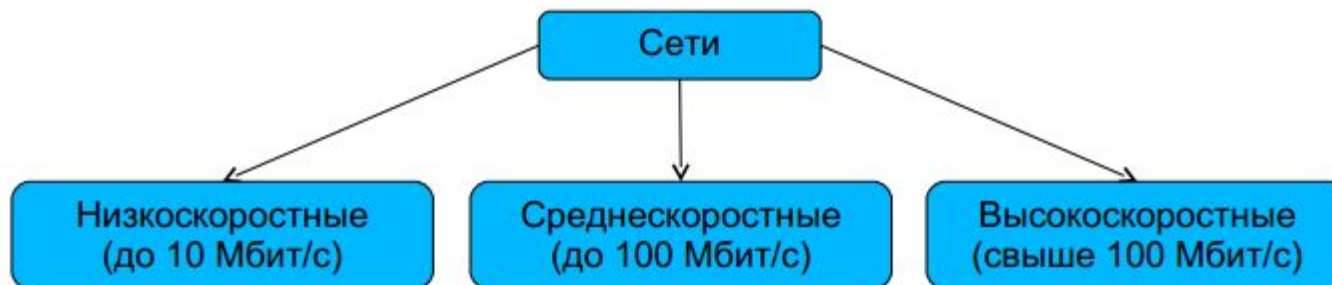 Сети
Низкоскоростные
(до 10 Мбит/с)
Среднескоростные
(до 100 Мбит/с)
Высокоскоростные
(свыше 100 Мбит/с)